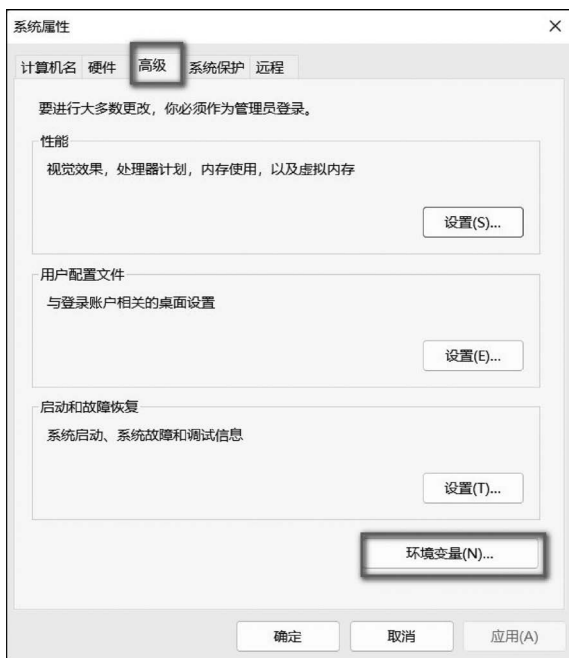 系统属性
计算机名 硬件 高级 系统保护 远程
要进行大多数更改，你必须作为管理员登录。
性能
视觉效果，处理器计划，内存使用，以及虚拟内存
设置(S)...
用户配置文件
与登录账户相关的桌面设置
设置(E)...
启动和故障恢复
系统启动、系统故障和调试信息
设置(T)...
环境变量(N)...
确定 取消 应用(A)